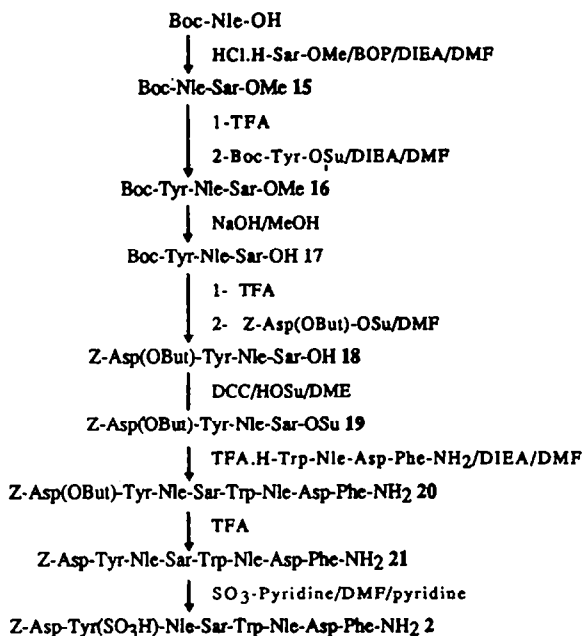 Boc-Nle-OH
HCl.H-Sar-OMe/BOP/DIEA/DMF
Boc-Nle-Sar-OMe 15
1-TFA
2-Boc-Tyr-OSu/DIEA/DMF
Boc-Tyr-Nle-Sar-OMe 16
NaOH/MeOH
Boc-Tyr-Nle-Sar-OH 17
1- TFA
2- Z-Asp(OBut)-OSu/DMF
Z-Asp(OBut)-Tyr-Nle-Sar-OH 18
DCC/HOSu/DME
Z-Asp(OBut)-Tyr-Nle-Sar-OSu 19
TFA.H-Trp-Nle-Asp-Phe-NH2/DIEA/DMF
Z-Asp(OBut)-Tyr-Nle-Sar-Trp-Nle-Asp-Phe-NH2 20
TFA
Z-Asp-Tyr-Nle-Sar-Trp-Nle-Asp-Phe-NH2 21
SO3-Pyridine/DMF/pyridine
Z-Asp-Tyr(SO3H)-Nle-Sar-Trp-Nle-Asp-Phe-NH2 2